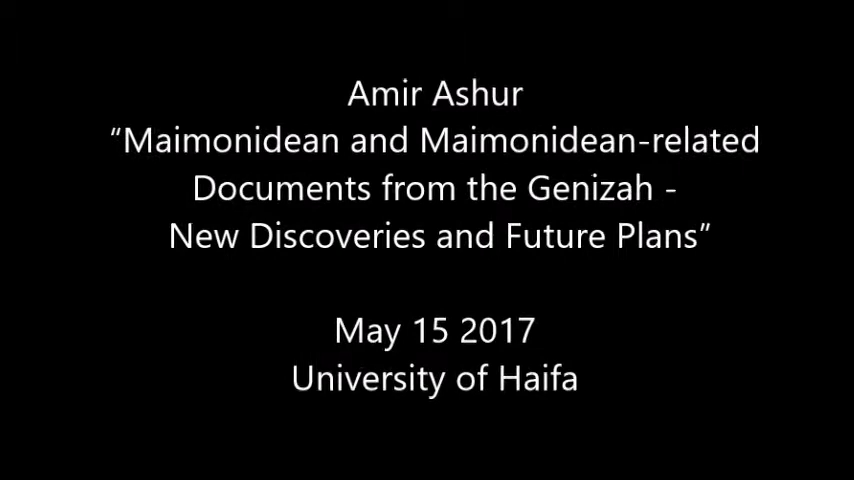 Amir Ashur
“Maimonidean and Maimonidean-related
Documents from the Genizah -
New Discoveries and Future Plans”
May 15 2017
University of Haifa